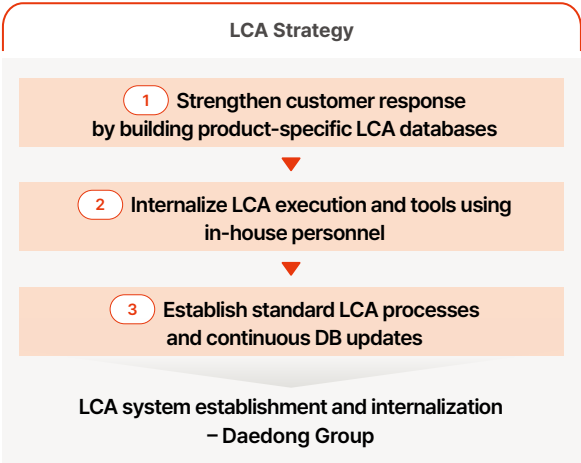 LCA Strategy
1 Strengthen customer response
by building product-specific LCA databases
2 Internalize LCA execution and tools using
in-house personnel
3 Establish standard LCA processes
and continuous DB updates
LCA system establishment and internalization
– Daedong Group